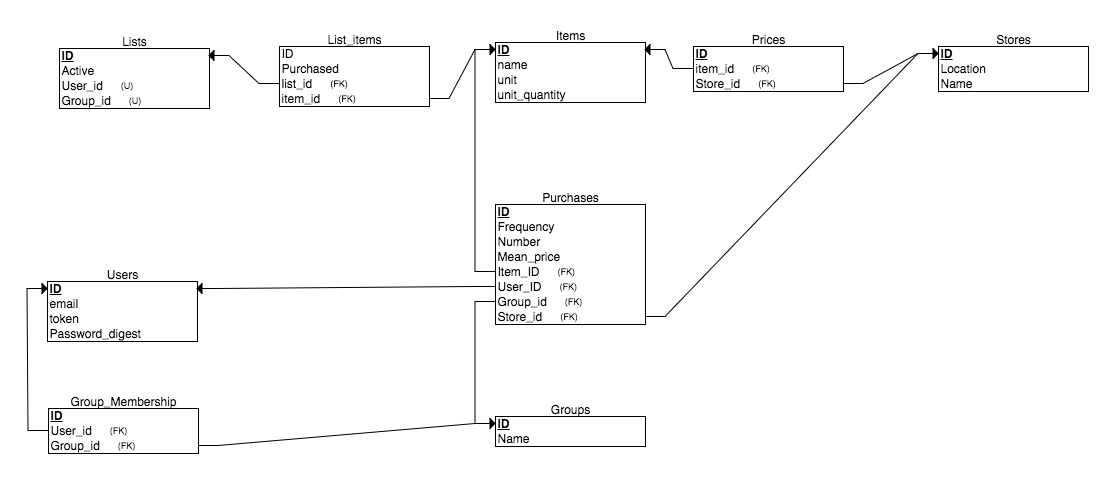 Lists
ID
Active
User_id (U)
Group_id (U)
List_items
ID
Purchased
list_id (FK)
item_id (FK)
Items
ID
name
unit
unit_quantity
Prices
ID
item_id (FK)
Store_id (FK)
Stores
ID
Location
Name
Purchases
ID
Frequency
Number
Mean_price
Item_ID (FK)
User_ID (FK)
Group_id (FK)
Store_id (FK)
Users
ID
email
token
Password_digest
Group_Membership
ID
User_id (FK)
Group_id (FK)
Groups
ID
Name